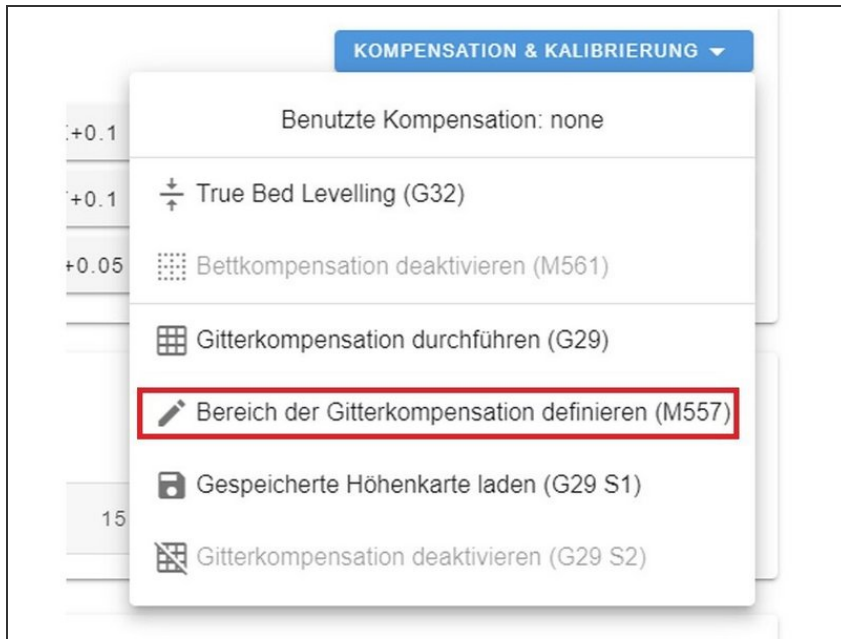 KOMPENSATION & KALIBRIERUNG
Benutzte Kompensation: none
+0.1
True Bed Levelling (G32)
+0.1
+0.05
Bettkompensation deaktivieren (M561)
Gitterkompensation durchführen (G29)
Bereich der Gitterkompensation definieren (M557)
Gespeicherte Höhenkarte laden (G29 S1)
15
Gitterkompensation deaktivieren (G29 S2)